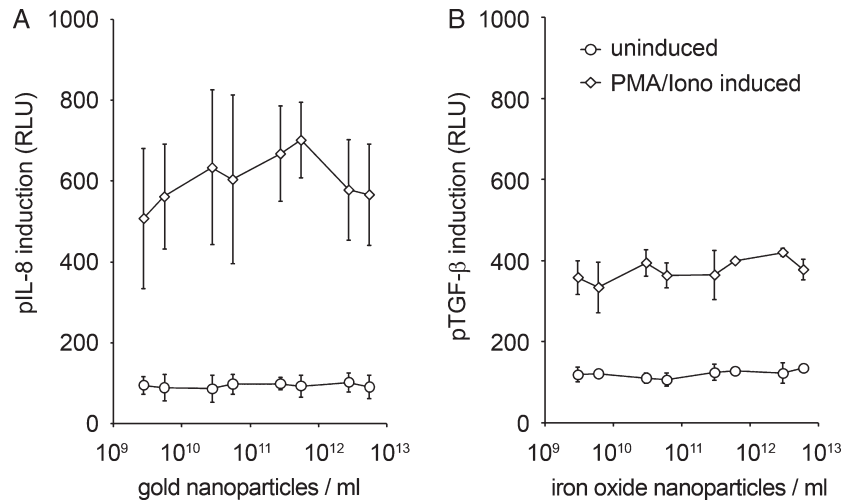 A
pIL-8 induction (RLU)
1000
800
600
400
200
0
10⁹
10¹⁰
10¹¹
10¹²
10¹³
gold nanoparticles / ml
B
pTGF-β induction (RLU)
1000
800
600
400
200
0
uninduced
PMA/Iono induced
10⁹
10¹⁰
10¹¹
10¹²
10¹³
iron oxide nanoparticles / ml